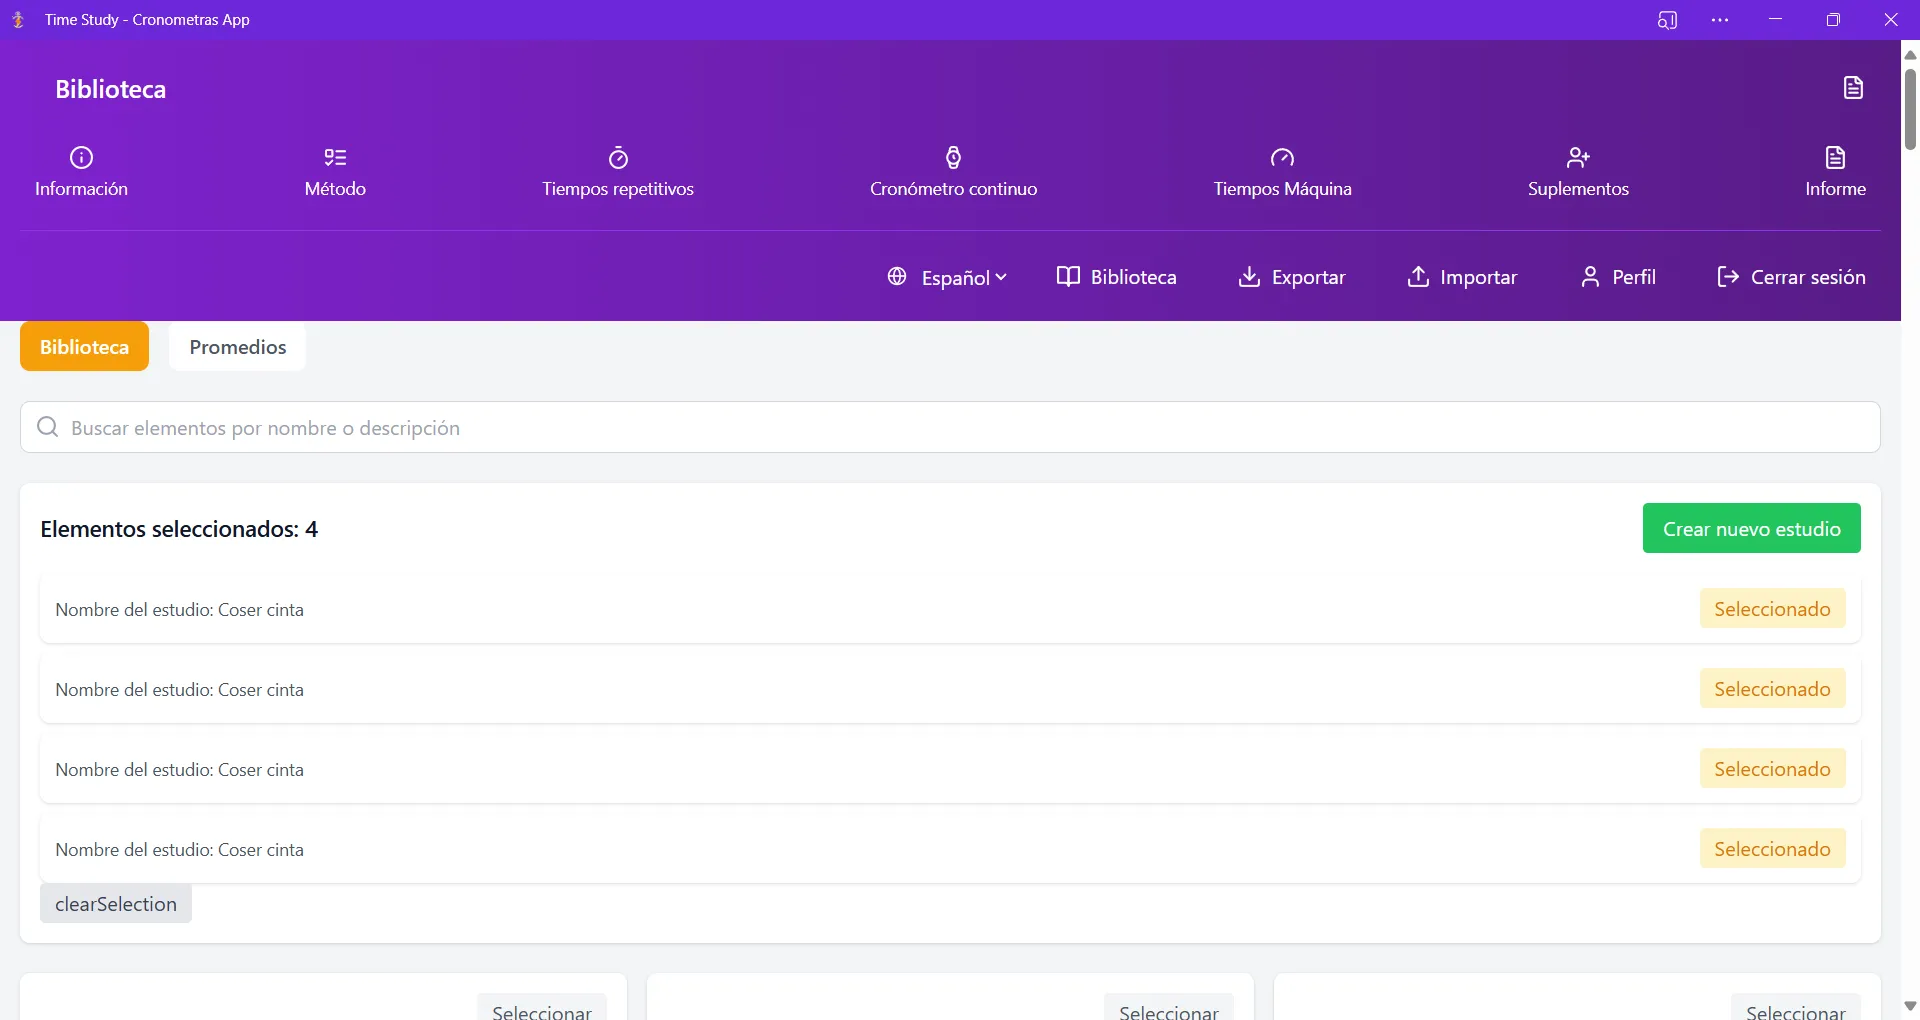 Time Study - Cronometras App
Biblioteca
Información
Método
Tiempos repetitivos
Cronómetro continuo
Tiempos Máquina
Suplementos
Informe
Español
Biblioteca
Exportar
Importar
Perfil
Cerrar sesión
Biblioteca
Promedios
Buscar elementos por nombre o descripción
Elementos seleccionados: 4
Crear nuevo estudio
Nombre del estudio: Coser cinta
Seleccionado
Nombre del estudio: Coser cinta
Seleccionado
Nombre del estudio: Coser cinta
Seleccionado
Nombre del estudio: Coser cinta
Seleccionado
clearSelection
Seleccionar
Seleccionar
Seleccionar